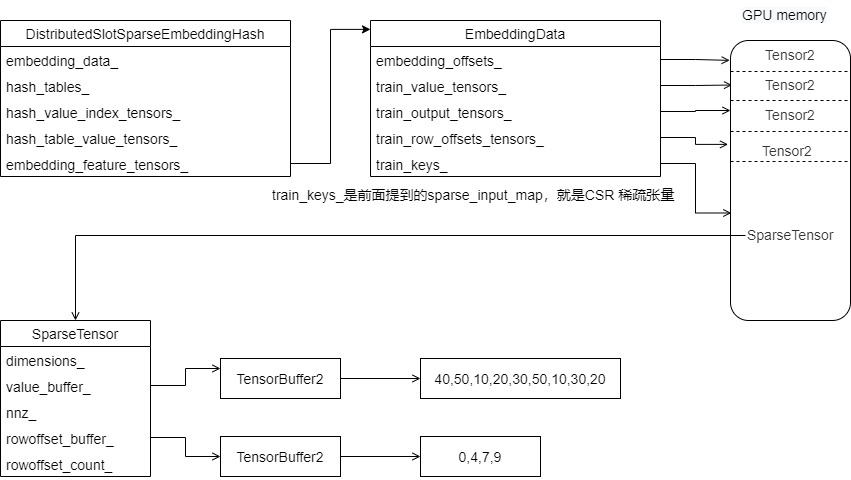 GPU memory
DistributedSlotSparseEmbeddingHash
embedding_data_
hash_tables_
hash_value_index_tensors_
hash_table_value_tensors_
embedding_feature_tensors_
EmbeddingData
embedding_offsets_
train_value_tensors_
train_output_tensors_
train_row_offsets_tensors_
train_keys_
Tensor2
Tensor2
Tensor2
Tensor2
SparseTensor
train_keys_是前面提到的sparse_input_map，就是CSR 稀疏张量
SparseTensor
dimensions_
value_buffer_
nnz_
rowoffset_buffer_
rowoffset_count_
TensorBuffer2
40,50,10,20,30,50,10,30,20
TensorBuffer2
0,4,7,9